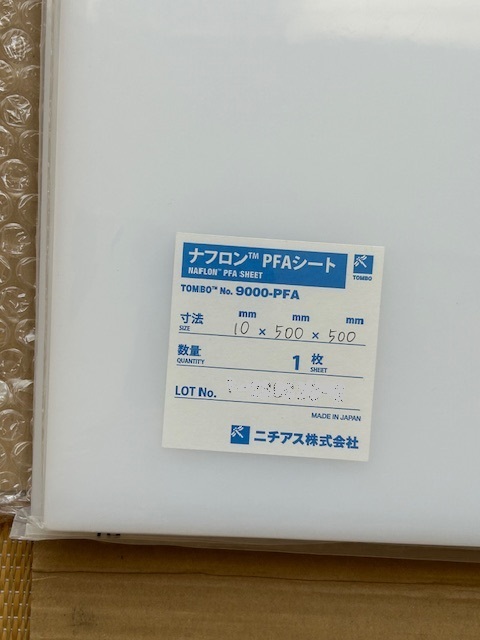 ナフロン™ PFAシート
NAFLON™ PFA SHEET
TOMBO
TOMBO™ No. 9000-PFA
寸法 mm mm mm
SIZE 10 × 500 × 500
数量 1 枚
QUANTITY SHEET
LOT No.
MADE IN JAPAN
ニチアス株式会社